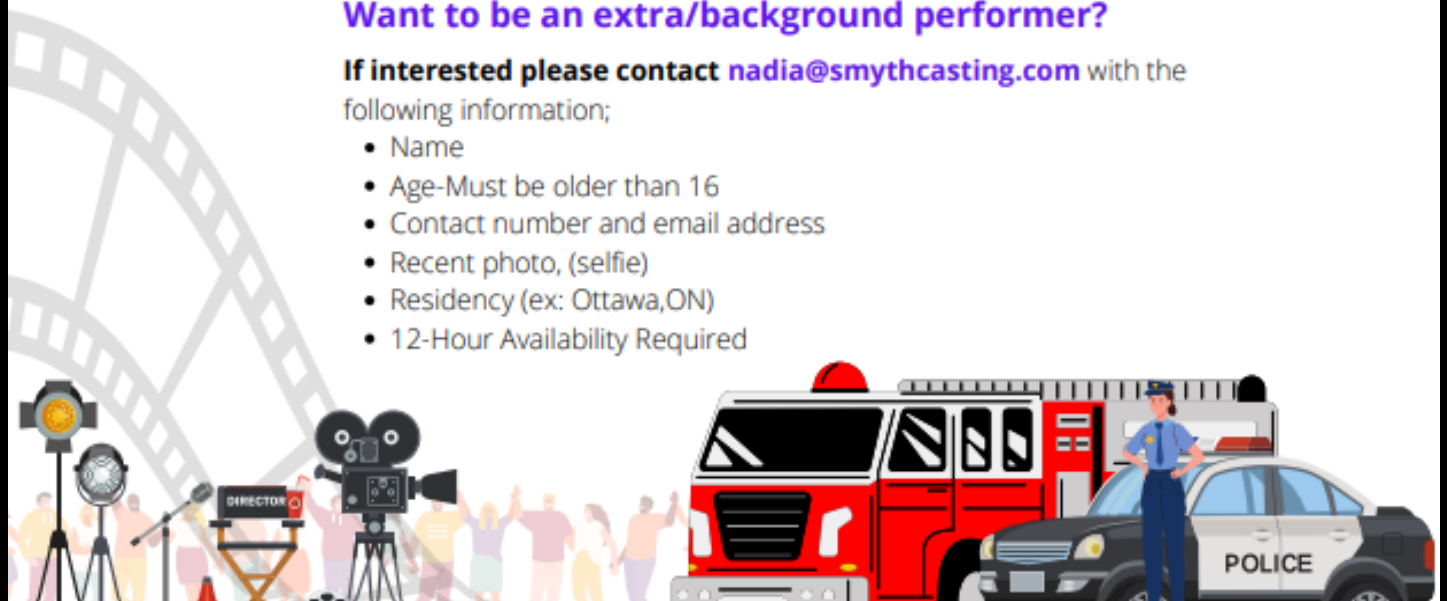 Want to be an extra/background performer?
If interested please contact nadia@smythcasting.com with the
following information;
• Name
• Age-Must be older than 16
• Contact number and email address
• Recent photo, (selfie)
• Residency (ex: Ottawa,ON)
• 12-Hour Availability Required
DIRECTOR
POLICE